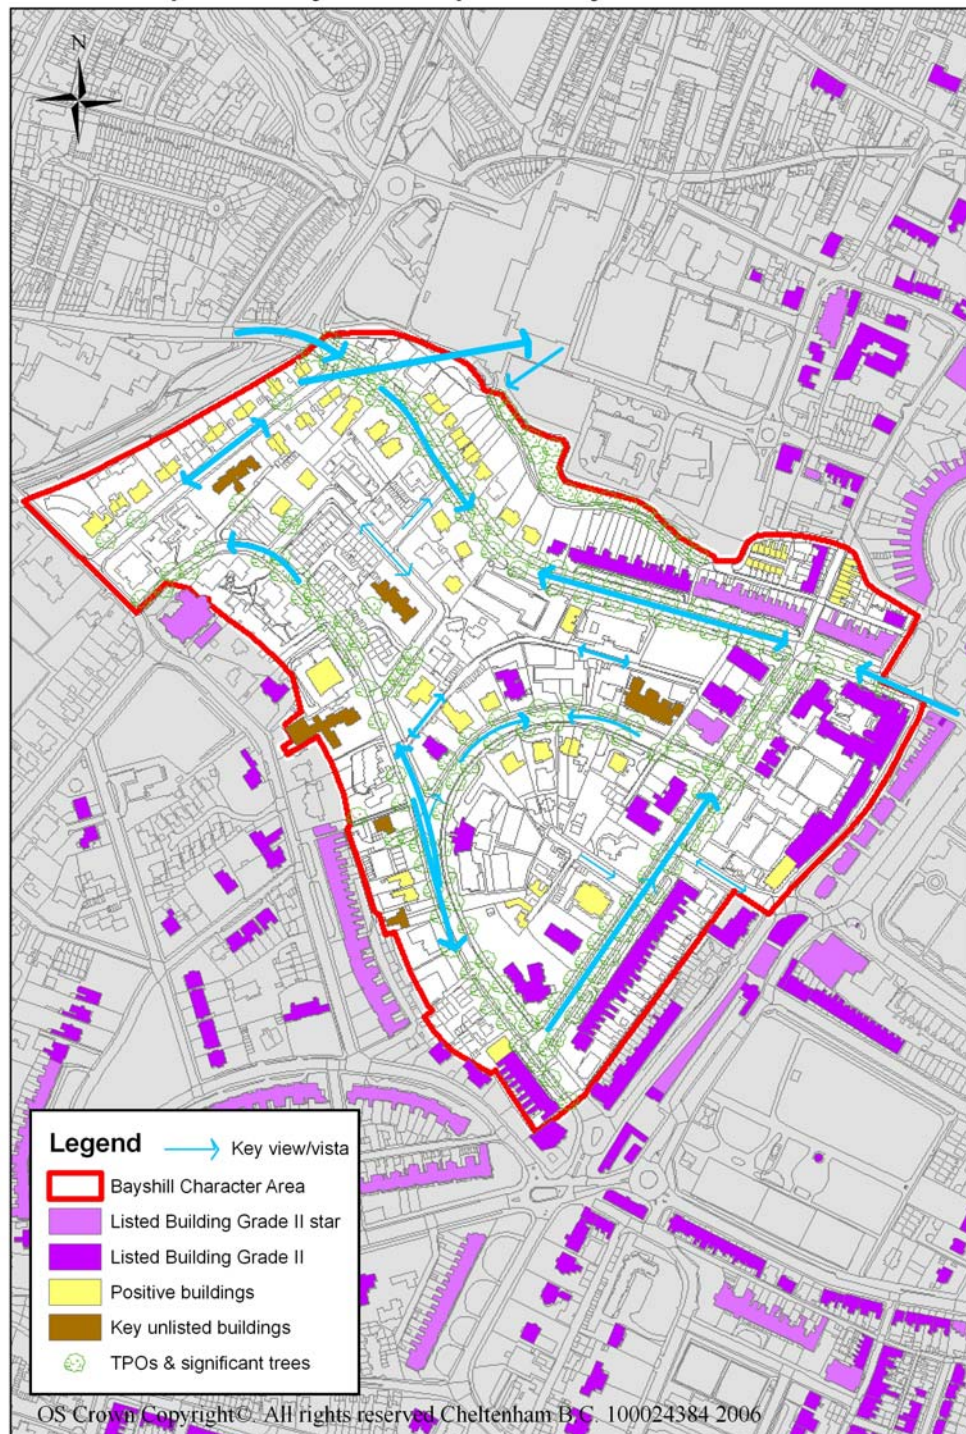 N
Legend
Key view/vista
Bayshill Character Area
Listed Building Grade II star
Listed Building Grade II
Positive buildings
Key unlisted buildings
TPOs & significant trees
OS Crown Copyright©. All rights reserved Cheltenham B.C. 100024384 2006